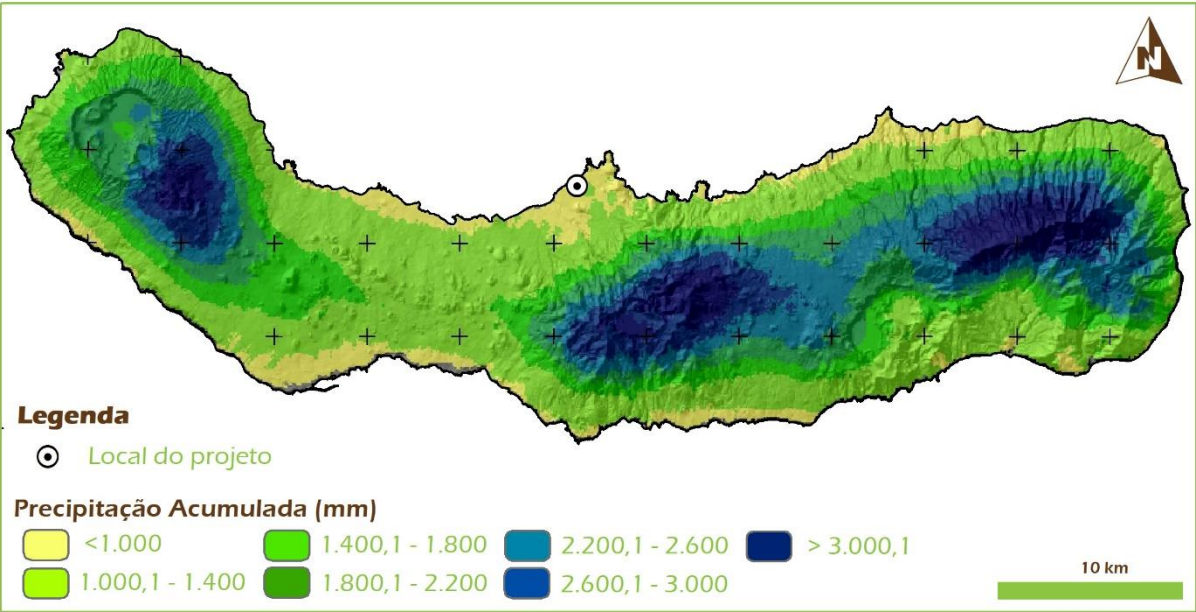 N
Legenda
Local do projeto
Precipitação Acumulada (mm)
<1.000
1.400,1 - 1.800
2.200,1 - 2.600
> 3.000,1
1.000,1 - 1.400
1.800,1 - 2.200
2.600,1 - 3.000
10 km